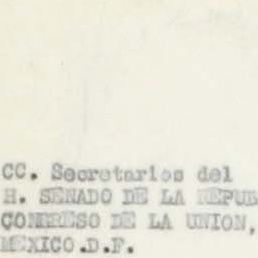 CC. Secretarios del
H. SENADO DE LA REPUB
CONGRESO DE LA UNION,
MEXICO.D.F.